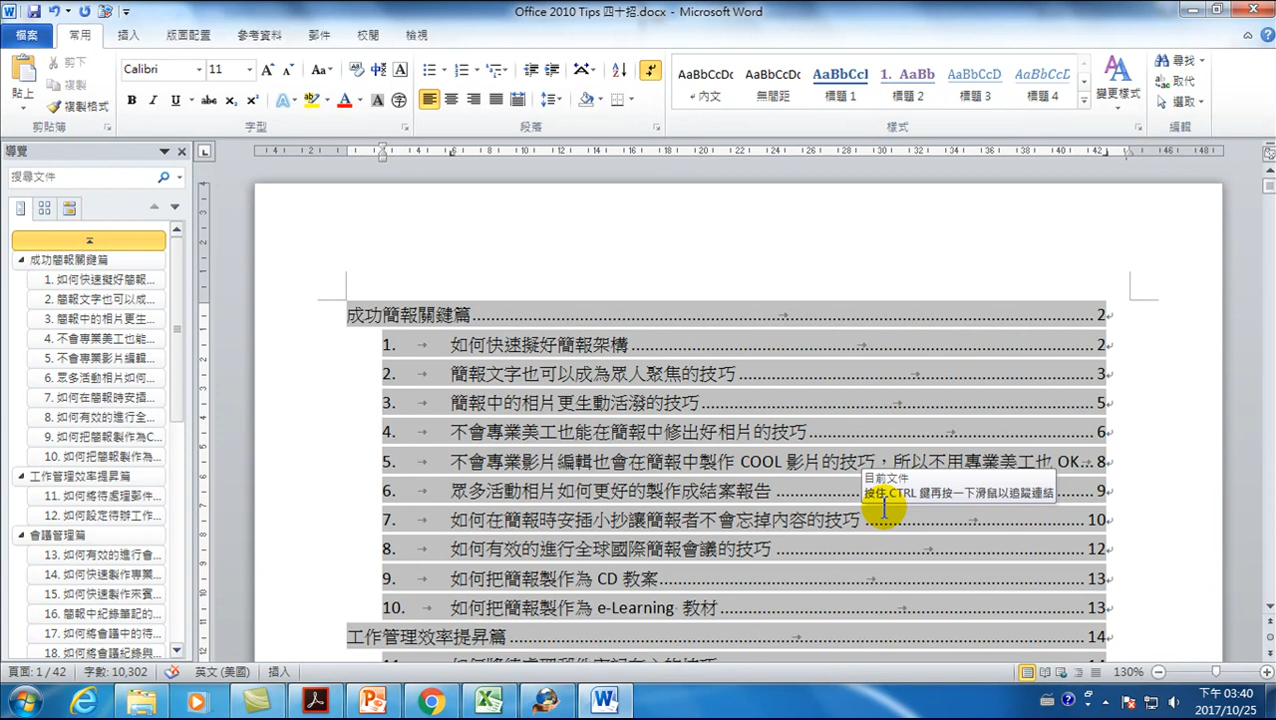 Office 2010 Tips 四十招.docx - Microsoft Word
檔案 常用 插入 版面配置 參考資料 郵件 校閱 檢視
貼上 剪下 複製 複製格式 剪貼簿
Calibri 11 字型
段落
AaBbCcDc AaBbCcDc AaBbCcI 1. AaBb AaBbCcD AaBbCcD
內文 無間距 標題 1 標題 2 標題 3 標題 4
變更樣式 樣式
尋找 取代 選取 編輯
導覽
搜尋文件
成功簡報關鍵篇
1. 如何快速擬好簡報...
2. 簡報文字也可以成...
3. 簡報中的相片更生...
4. 不會專業美工也能...
5. 不會專業影片編輯...
6. 眾多活動相片如何...
7. 如何在簡報時安插...
8. 如何有效的進行全...
9. 如何把簡報製作為C...
10. 如何把簡報製作為...
工作管理效率提昇篇
11. 如何將待處理郵件...
12. 如何設定待辦工作...
會議管理篇
13. 如何有效的進行會...
14. 如何快速製作專業...
15. 如何快速製作來賓...
16. 簡報中紀錄筆記的...
17. 如何將會議中的待...
18. 如何將會議紀錄與...
成功簡報關鍵篇 2
1. 如何快速擬好簡報架構 2
2. 簡報文字也可以成為眾人聚焦的技巧 3
3. 簡報中的相片更生動活潑的技巧 5
4. 不會專業美工也能在簡報中修出好相片的技巧 6
5. 不會專業影片編輯也會在簡報中製作 COOL 影片的技巧，所以不用專業美工也 OK... 8
目前文件
按住 CTRL 鍵再按一下滑鼠以追蹤連結
6. 眾多活動相片如何更好的製作成結案報告 9
7. 如何在簡報時安插小抄讓簡報者不會忘掉內容的技巧 10
8. 如何有效的進行全球國際簡報會議的技巧 12
9. 如何把簡報製作為 CD 教案 13
10. 如何把簡報製作為 e-Learning 教材 13
工作管理效率提昇篇 14
頁面: 1 / 42 字數: 10,302 英文 (美國) 插入 130%
下午 03:40
2017/10/25